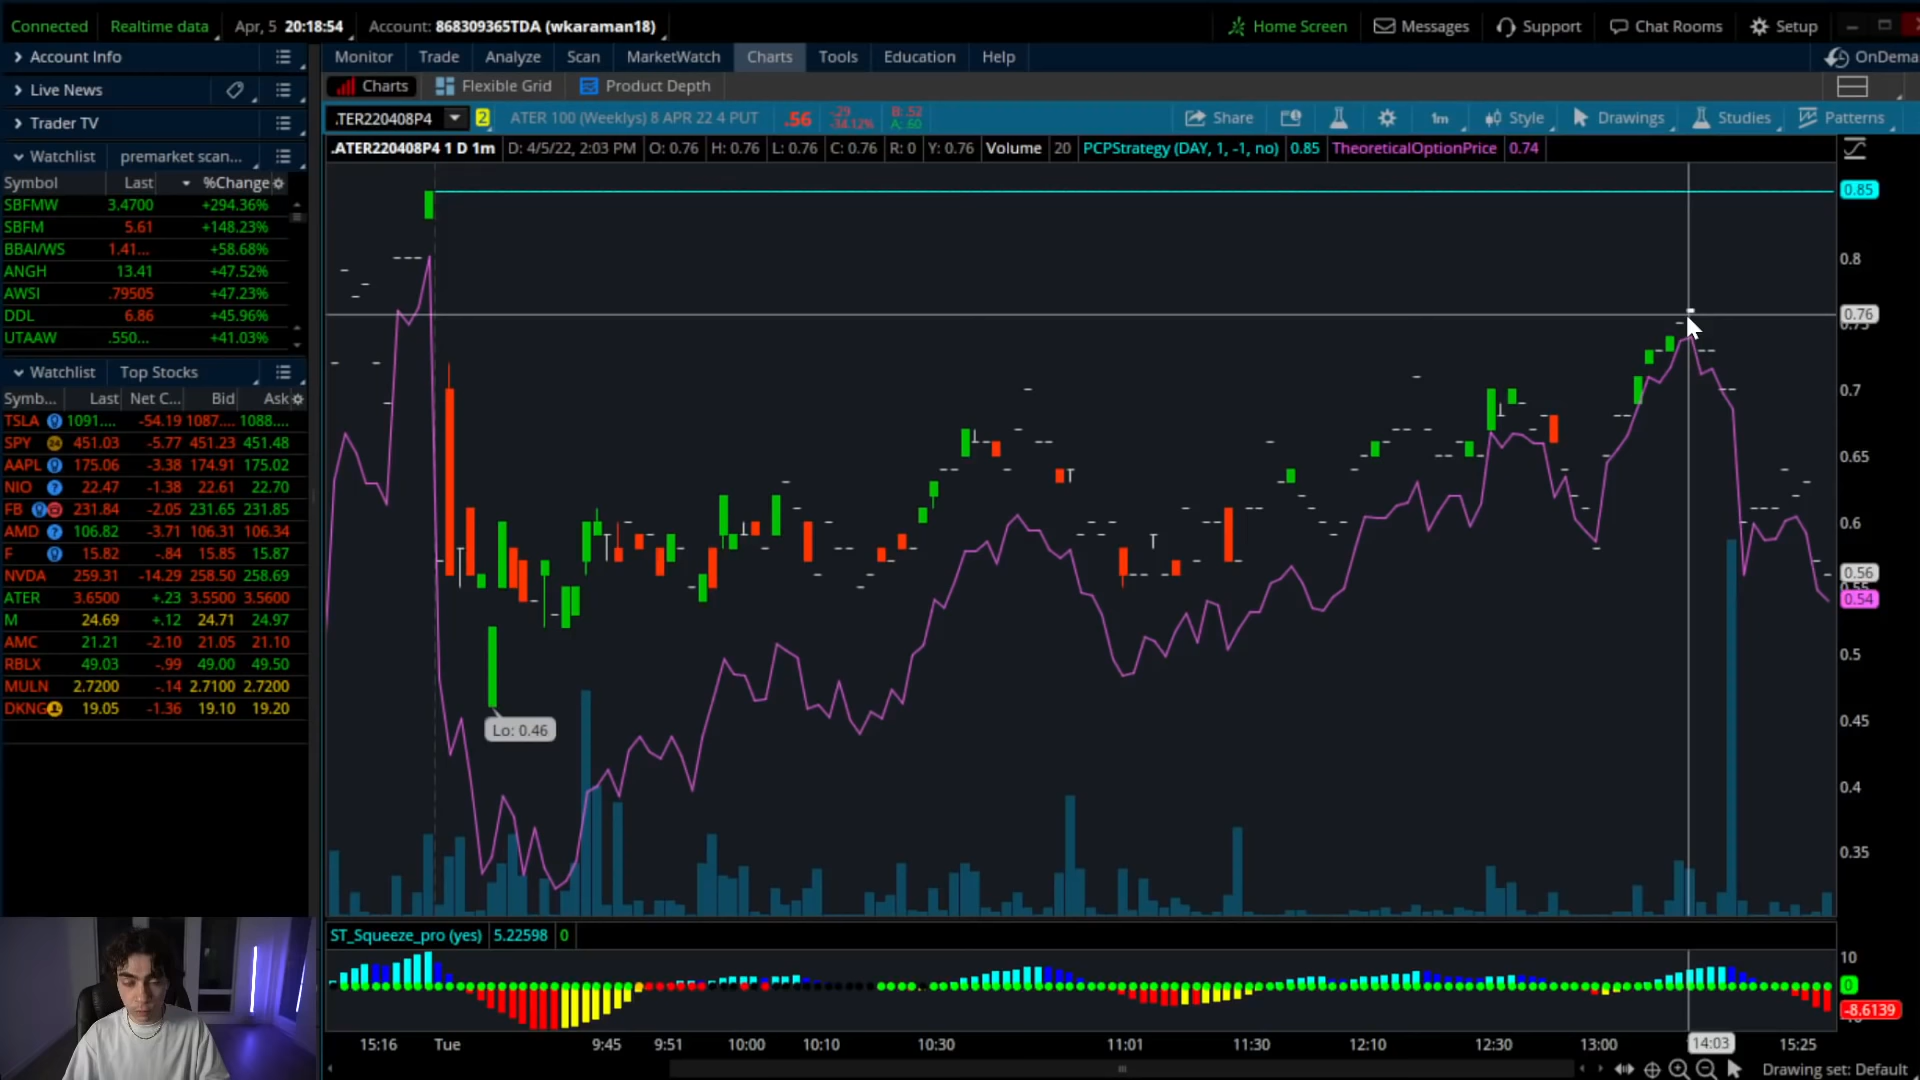 Connected Realtime data Apr, 5 20:18:54 Account: 868309365TDA (wkaraman18) Home Screen Messages Support Chat Rooms Setup
Account Info
Live News
Trader TV
Watchlist premarket scan...
Symbol Last %Change
SBFMW 3.4700 +294.36%
SBFM 5.61 +148.23%
BBAI/WS 1.41... +58.68%
ANGH 13.41 +47.52%
AWSI .79505 +47.23%
DDL 6.86 +45.96%
UTAAW .550... +41.03%
Watchlist Top Stocks
Symb... Last Net C... Bid Ask
TSLA 1091.... -54.19 1087.... 1088....
SPY 451.03 -5.77 451.23 451.48
AAPL 175.06 -3.38 174.91 175.02
NIO 22.47 -1.38 22.61 22.70
FB 231.84 -2.05 231.65 231.85
AMD 106.82 -3.71 106.31 106.34
F 15.82 -.84 15.85 15.87
NVDA 259.31 -14.29 258.50 258.69
ATER 3.6500 +.23 3.5500 3.5600
M 24.69 +.12 24.71 24.97
AMC 21.21 -2.10 21.05 21.10
RBLX 49.03 -.99 49.00 49.50
MULN 2.7200 -.14 2.7100 2.7200
DKNG 19.05 -1.36 19.10 19.20
Monitor Trade Analyze Scan MarketWatch Charts Tools Education Help OnDema
Charts Flexible Grid Product Depth
.TER220408P4 2 ATER 100 (Weeklys) 8 APR 22 4 PUT .56 -.29 -34.12% B: .52 A: .60 Share 1m Style Drawings Studies Patterns
.ATER220408P4 1 D 1m D: 4/5/22, 2:03 PM O: 0.76 H: 0.76 L: 0.76 C: 0.76 R: 0 Y: 0.76 Volume 20 PCPStrategy (DAY, 1, -1, no) 0.85 TheoreticalOptionPrice 0.74
0.85
0.8
0.76
0.7
0.65
0.6
0.56
0.54
0.5
0.45
0.4
0.35
Lo: 0.46
ST_Squeeze_pro (yes) 5.22598 0
10
0
-8.6139
15:16 Tue 9:45 9:51 10:00 10:10 10:30 11:01 11:30 12:10 12:30 13:00 14:03 15:25
Drawing set: Default